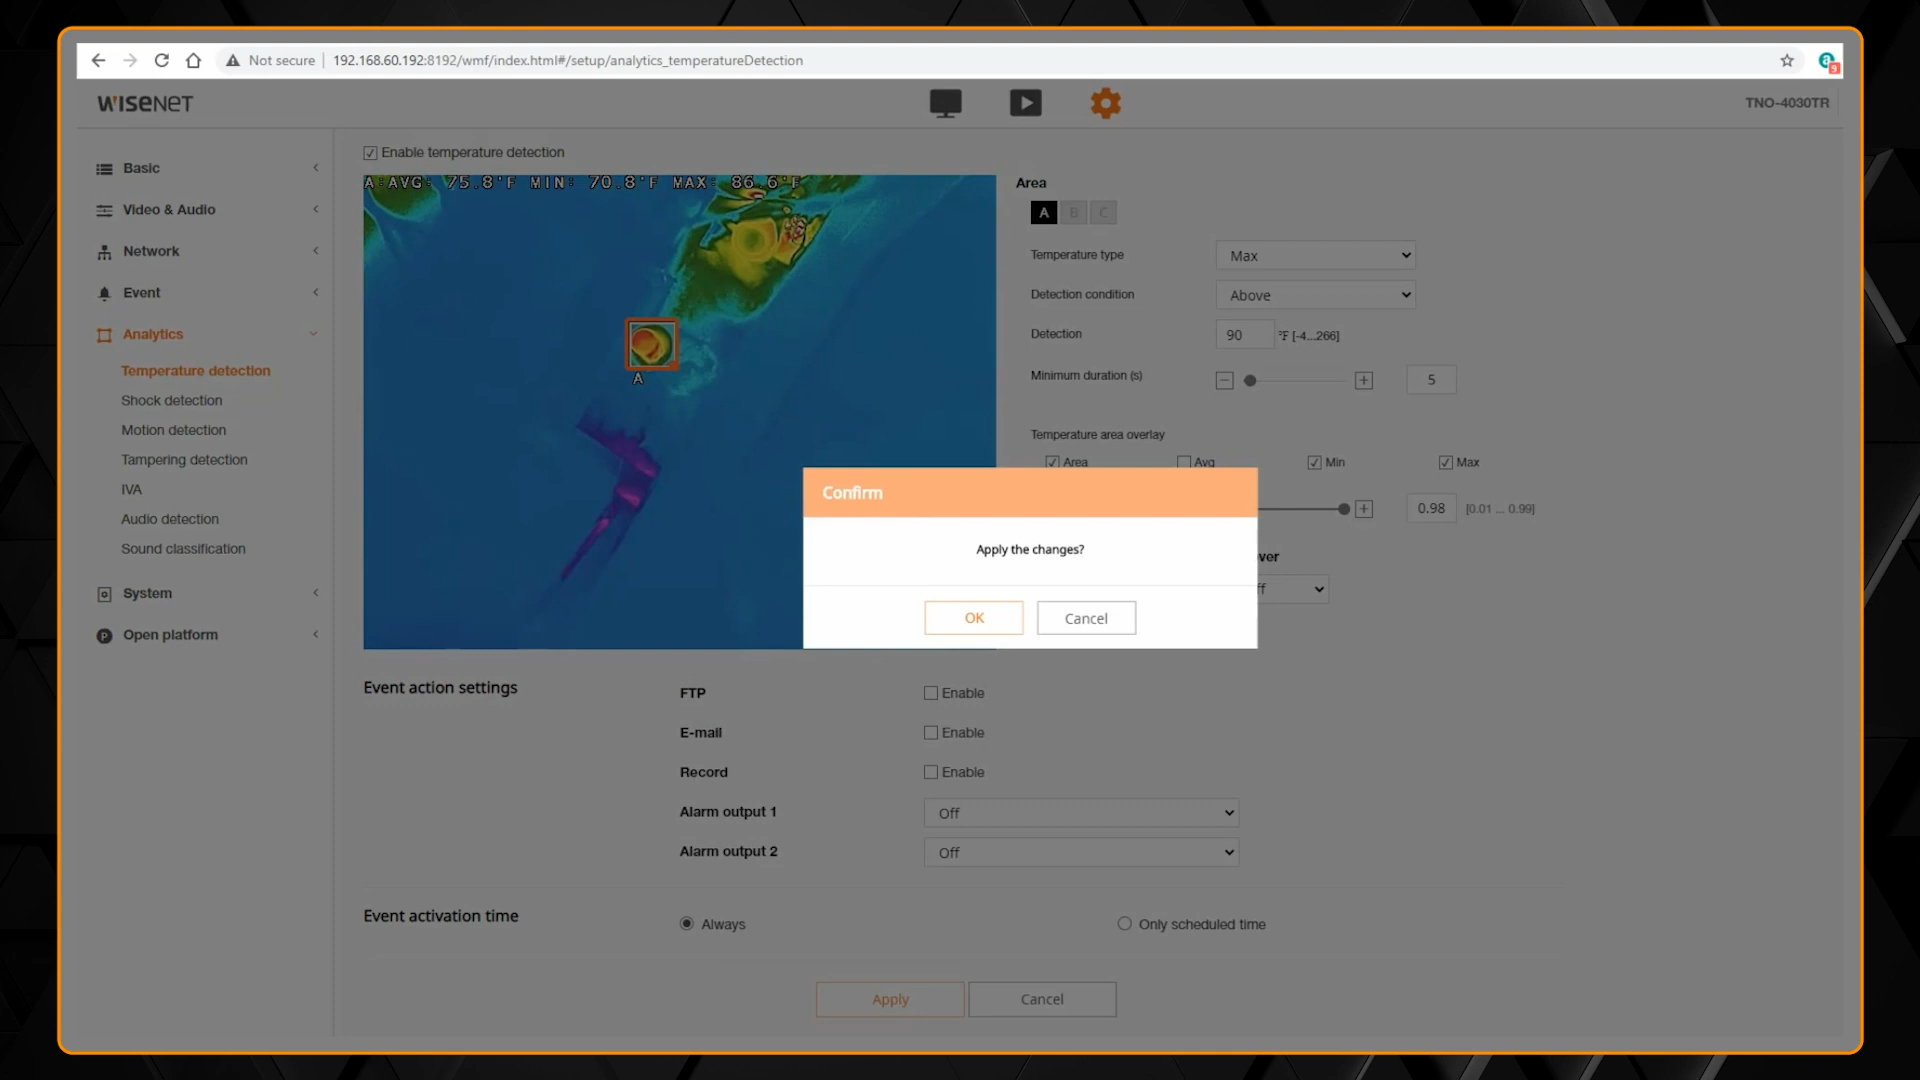 Not secure | 192.168.60.192:8192/wmf/index.html#/setup/analytics_temperatureDetection
9
WISENET
TNO-4030TR
Basic
Video & Audio
Network
Event
Analytics
Temperature detection
Shock detection
Motion detection
Tampering detection
IVA
Audio detection
Sound classification
System
Open platform
Enable temperature detection
A:AVG: 75.8°F MIN: 70.8°F MAX: 86.6°F
A
Area
A B C
Temperature type Max
Detection condition Above
Detection 90 °F [-4...266]
Minimum duration (s) 5
Temperature area overlay
Area Avg Min Max
0.98 [0.01 ... 0.99]
Confirm
Apply the changes?
OK Cancel
Event action settings
FTP Enable
E-mail Enable
Record Enable
Alarm output 1 Off
Alarm output 2 Off
Event activation time
Always Only scheduled time
Apply Cancel